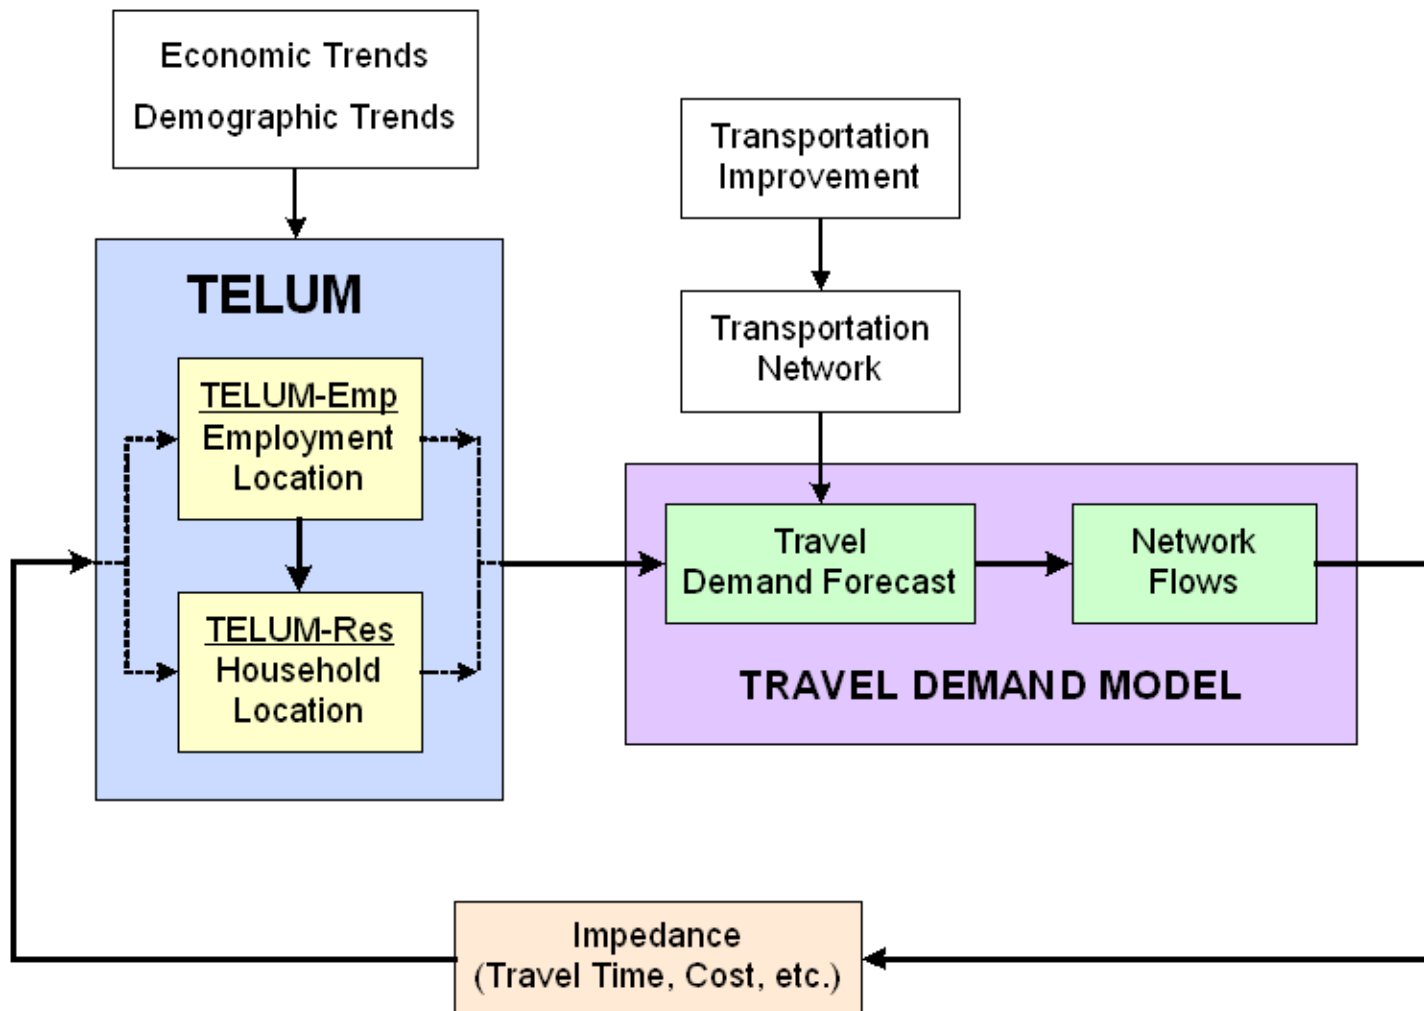 Economic Trends
Demographic Trends
Transportation
Improvement
TELUM
Transportation
Network
TELUM-Emp
Employment
Location
Travel
Demand Forecast
Network
Flows
TELUM-Res
Household
Location
TRAVEL DEMAND MODEL
Impedance
(Travel Time, Cost, etc.)